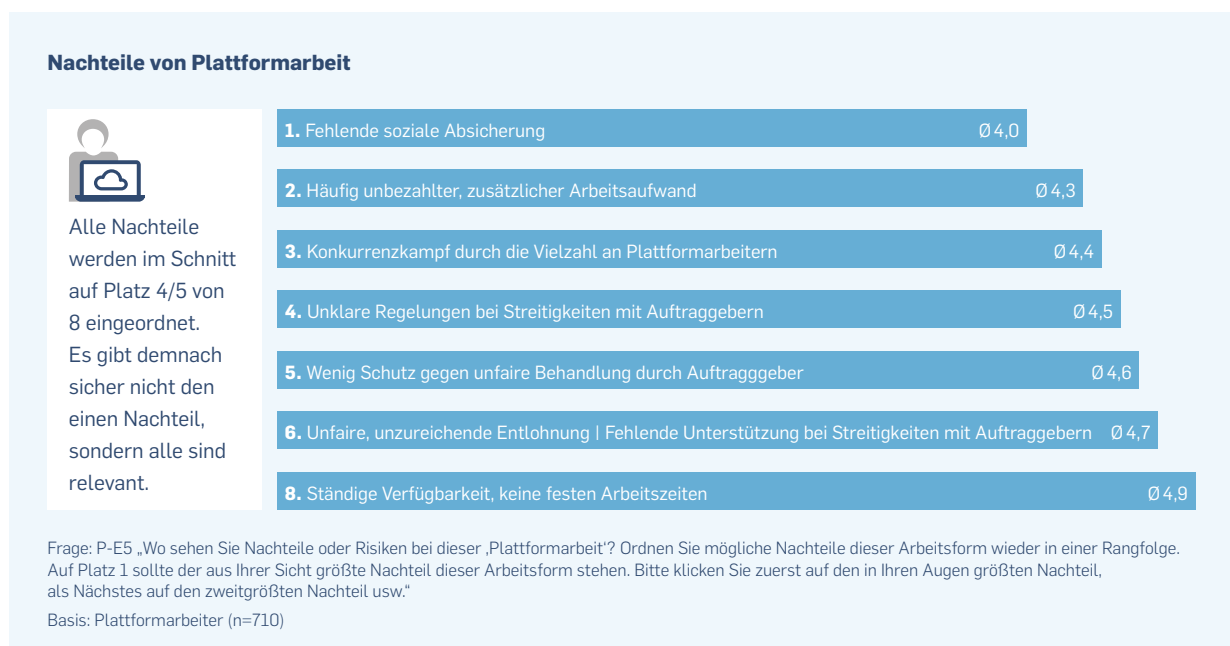 Nachteile von Plattformarbeit
Alle Nachteile
werden im Schnitt
auf Platz 4/5 von
8 eingeordnet.
Es gibt demnach
sicher nicht den
einen Nachteil,
sondern alle sind
relevant.
1. Fehlende soziale Absicherung Ø 4,0
2. Häufig unbezahlter, zusätzlicher Arbeitsaufwand Ø 4,3
3. Konkurrenzkampf durch die Vielzahl an Plattformarbeitern Ø 4,4
4. Unklare Regelungen bei Streitigkeiten mit Auftraggebern Ø 4,5
5. Wenig Schutz gegen unfaire Behandlung durch Auftragggeber Ø 4,6
6. Unfaire, unzureichende Entlohnung | Fehlende Unterstützung bei Streitigkeiten mit Auftraggebern Ø 4,7
8. Ständige Verfügbarkeit, keine festen Arbeitszeiten Ø 4,9
Frage: P-E5 „Wo sehen Sie Nachteile oder Risiken bei dieser ‚Plattformarbeit‘? Ordnen Sie mögliche Nachteile dieser Arbeitsform wieder in einer Rangfolge.
Auf Platz 1 sollte der aus Ihrer Sicht größte Nachteil dieser Arbeitsform stehen. Bitte klicken Sie zuerst auf den in Ihren Augen größten Nachteil,
als Nächstes auf den zweitgrößten Nachteil usw.“
Basis: Plattformarbeiter (n=710)